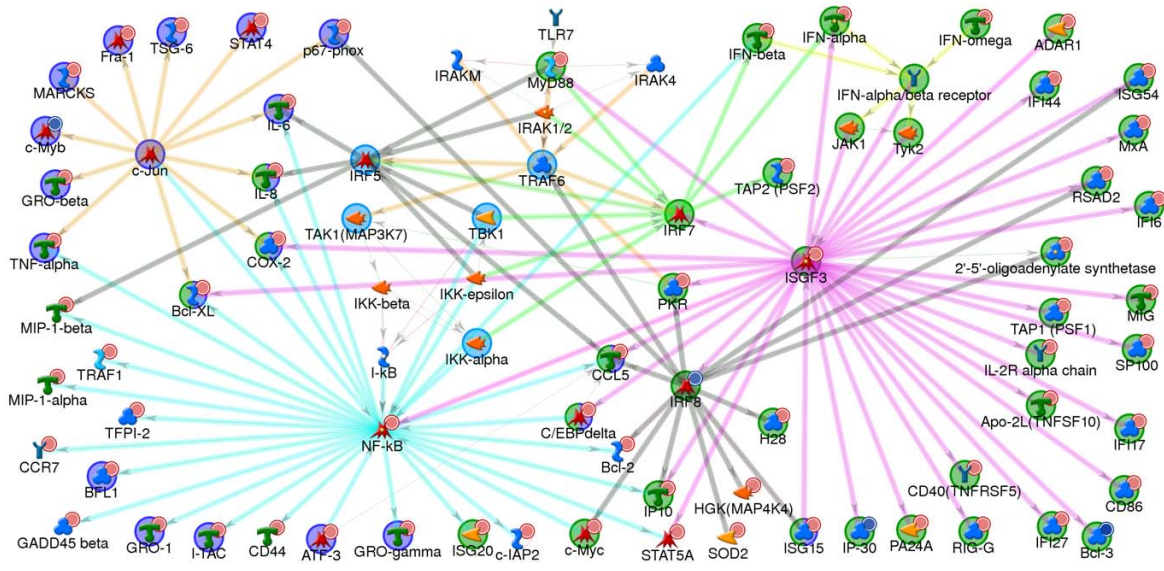 Fra-1
TSG-6
STAT4
p67-phox
TLR7
IFN-beta
IFN-alpha
IFN-omega
ADAR1
MARCKS
IRAKM
MyD88
IRAK4
IFN-alpha/beta receptor
IFI44
ISG54
c-Myb
c-Jun
IL-6
IRAK1/2
JAK1
Tyk2
MxA
GRO-beta
IL-8
IRF5
TRAF6
TAP2 (PSF2)
RSAD2
TNF-alpha
COX-2
TAK1(MAP3K7)
TBK1
IRF7
ISGF3
IFI6
2'-5'-oligoadenylate synthetase
MIP-1-beta
Bcl-XL
IKK-beta
IKK-epsilon
PKR
TAP1 (PSF1)
MIG
TRAF1
I-kB
IKK-alpha
CCL5
IRF8
IL-2R alpha chain
SP100
MIP-1-alpha
TFPI-2
NF-kB
C/EBPdelta
H28
Apo-2L(TNFSF10)
IFI17
CCR7
BFL1
Bcl-2
IP10
HGK(MAP4K4)
CD40(TNFRSF5)
CD86
GADD45 beta
GRO-1
I-TAC
CD44
ATF-3
GRO-gamma
ISG20
c-IAP2
c-Myc
STAT5A
SOD2
ISG15
IP-30
PA24A
RIG-G
IFI27
Bcl-3